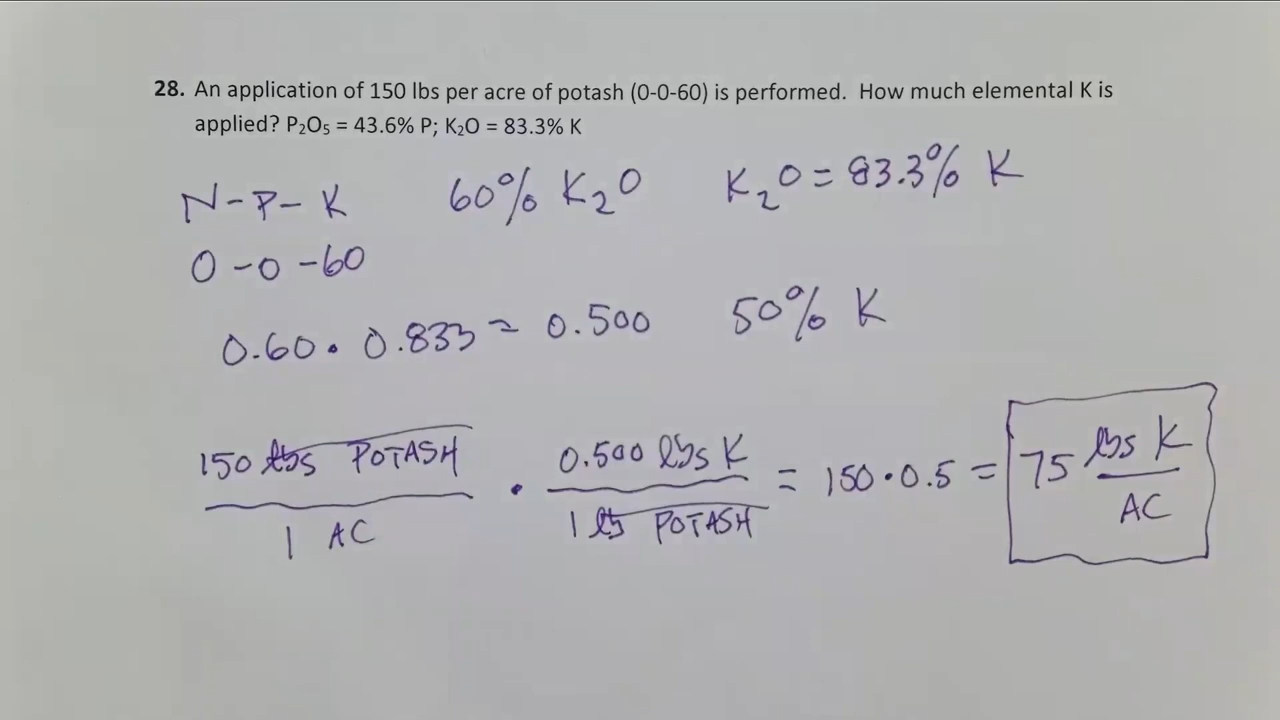 28. An application of 150 lbs per acre of potash (0-0-60) is performed. How much elemental K is
applied? P₂O₅ = 43.6% P; K₂O = 83.3% K
N-P-K 60% K₂O K₂O = 83.3% K
0-0-60
0.60 · 0.833 = 0.500 50% K
150 lbs POTASH / 1 AC · 0.500 lbs K / 1 lb POTASH = 150 · 0.5 = 75 lbs K / AC